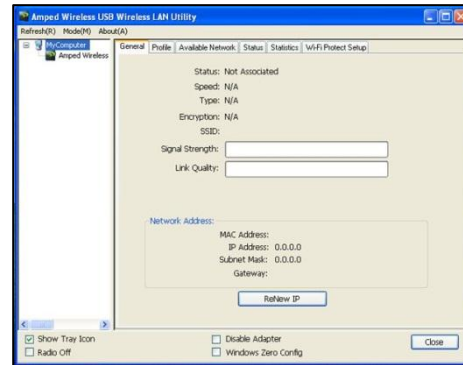 Amped Wireless USB Wireless LAN Utility
Refresh(R) Mode(M) About(A)
MyComputer
Amped Wireless
General Profile Available Network Status Statistics Wi-Fi Protect Setup
Status: Not Associated
Speed: N/A
Type: N/A
Encryption: N/A
SSID:
Signal Strength:
Link Quality:
Network Address:
MAC Address:
IP Address: 0.0.0.0
Subnet Mask: 0.0.0.0
Gateway:
ReNew IP
Show Tray Icon Disable Adapter Close
Radio Off Windows Zero Config